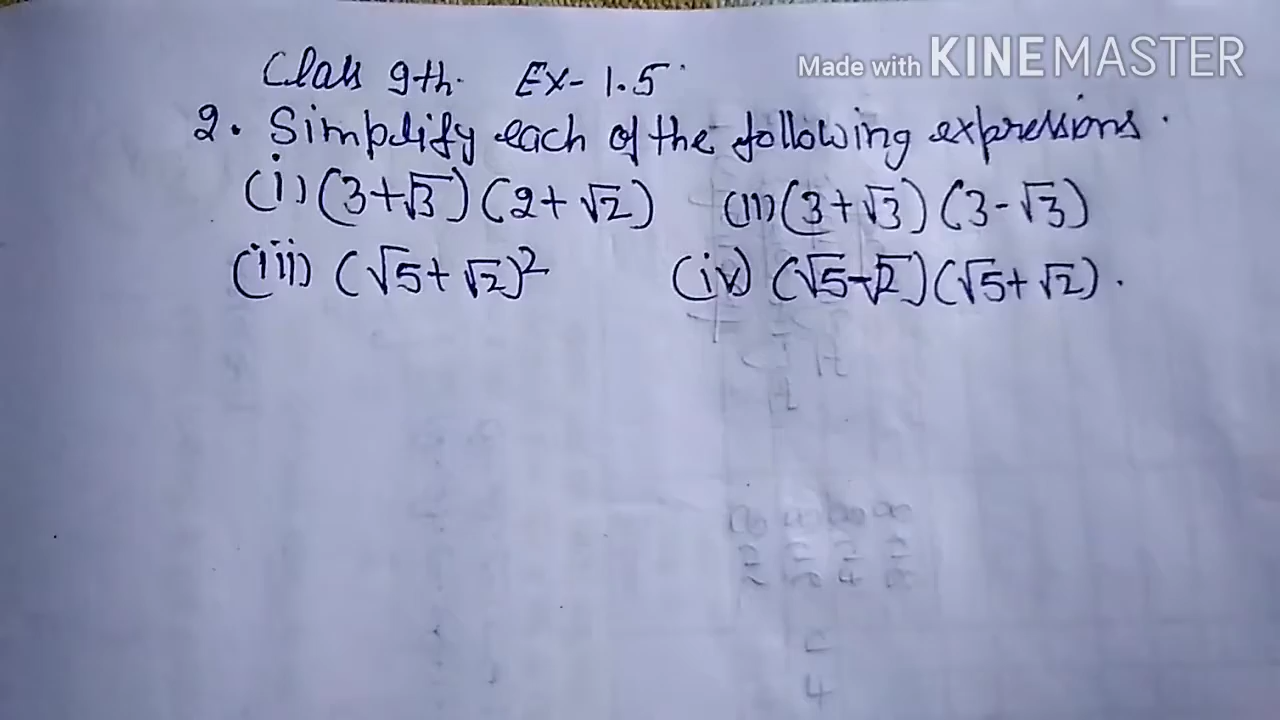 Class 9th. Ex- 1.5
Made with KINEMASTER
2. Simplify each of the following expressions.
(i) (3+√3) (2+√2) (ii) (3+√3) (3-√3)
(iii) (√5+√2)² (iv) (√5-√2)(√5+√2).